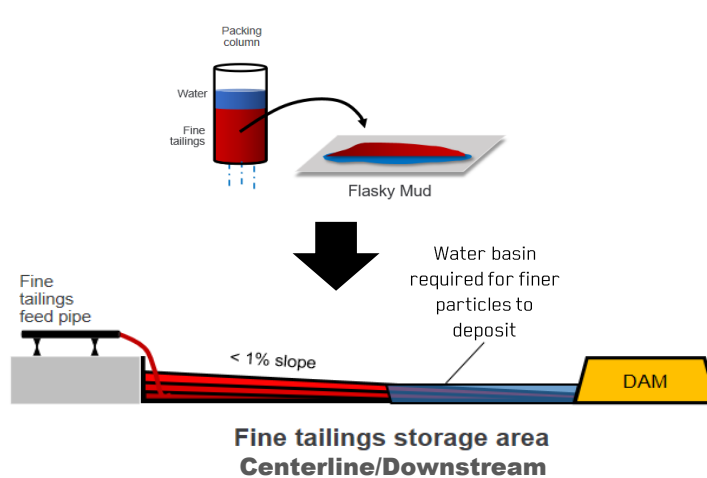 Packing
column
Water
Fine
tailings
Flasky Mud
Water basin
required for finer
particles to
deposit
Fine
tailings
feed pipe
< 1% slope
DAM
Fine tailings storage area
Centerline/Downstream